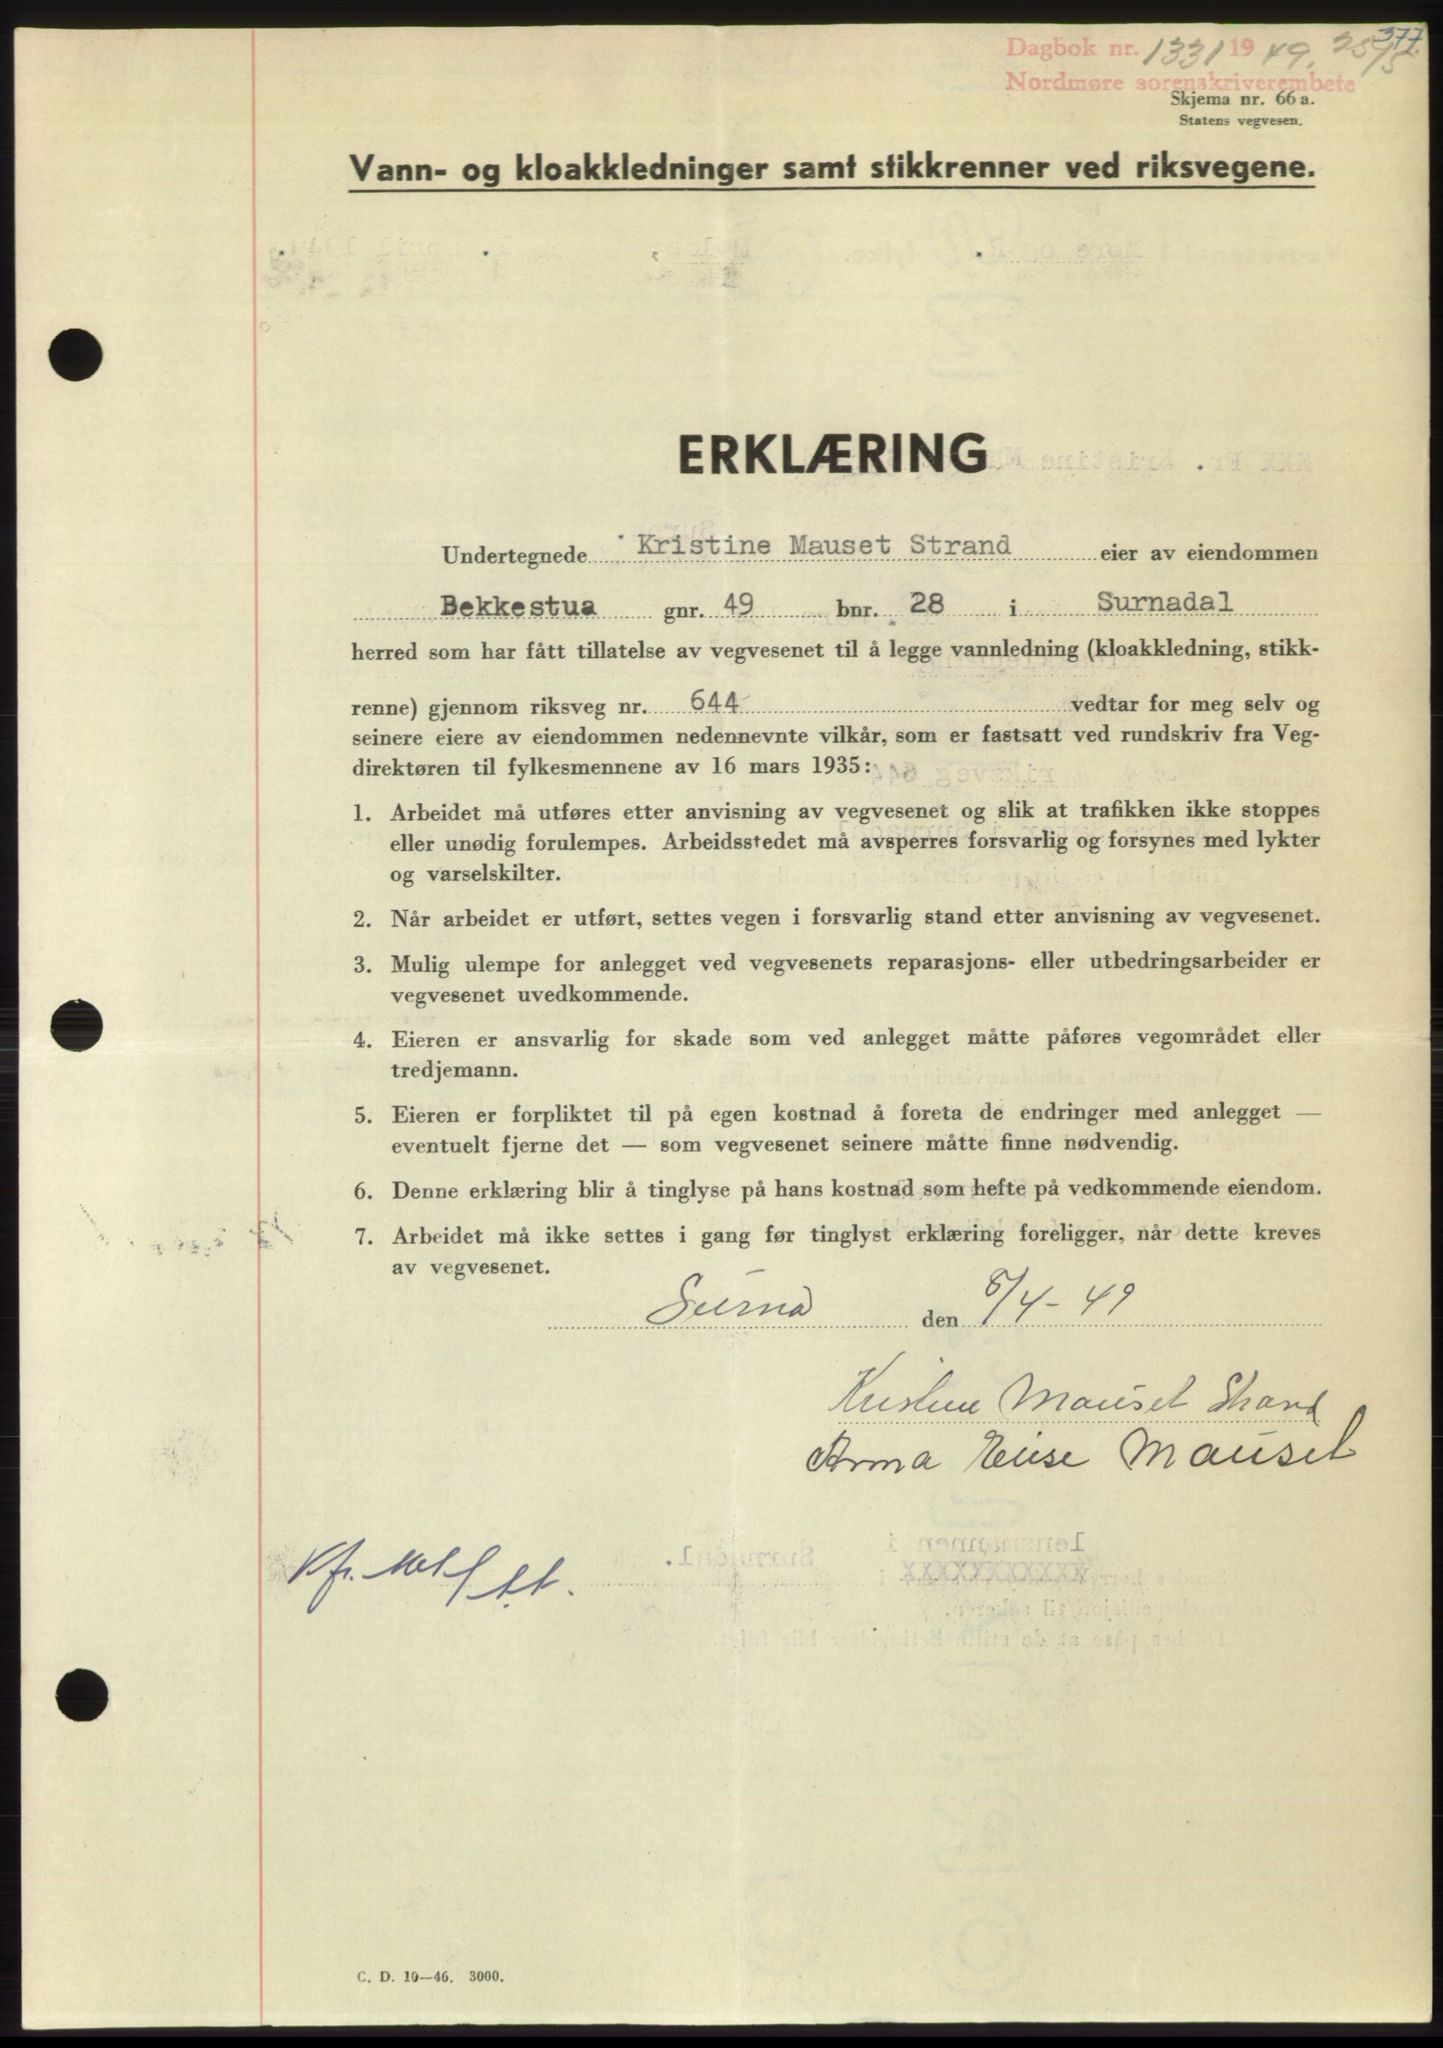 377.
Dagbok nr. 1331 19 49. 25/5
Nordmøre sorenskriverembete
Skjema nr. 66 a.
Statens vegvesen.
Vann- og kloakkledninger samt stikkrenner ved riksvegene.
ERKLÆRING
Undertegnede Kristine Mauset Strand eier av eiendommen
Bekkestua gnr. 49 bnr. 28 i Surnadal
herred som har fått tillatelse av vegvesenet til å legge vannledning (kloakkledning, stikk-
renne) gjennom riksveg nr. 644 vedtar for meg selv og
seinere eiere av eiendommen nedennevnte vilkår, som er fastsatt ved rundskriv fra Veg-
direktøren til fylkesmennene av 16 mars 1935:
1. Arbeidet må utføres etter anvisning av vegvesenet og slik at trafikken ikke stoppes
eller unødig forulempes. Arbeidsstedet må avsperres forsvarlig og forsynes med lykter
og varselskilter.
2. Når arbeidet er utført, settes vegen i forsvarlig stand etter anvisning av vegvesenet.
3. Mulig ulempe for anlegget ved vegvesenets reparasjons- eller utbedringsarbeider er
vegvesenet uvedkommende.
4. Eieren er ansvarlig for skade som ved anlegget måtte påføres vegområdet eller
tredjemann.
5. Eieren er forpliktet til på egen kostnad å foreta de endringer med anlegget —
eventuelt fjerne det — som vegvesenet seinere måtte finne nødvendig.
6. Denne erklæring blir å tinglyse på hans kostnad som hefte på vedkommende eiendom.
7. Arbeidet må ikke settes i gang før tinglyst erklæring foreligger, når dette kreves
av vegvesenet.
Surnad den 8/4-49
Kristine Mauset Strand
Anna Elise Mauset
Kfr.
C. D. 10—46. 3000.